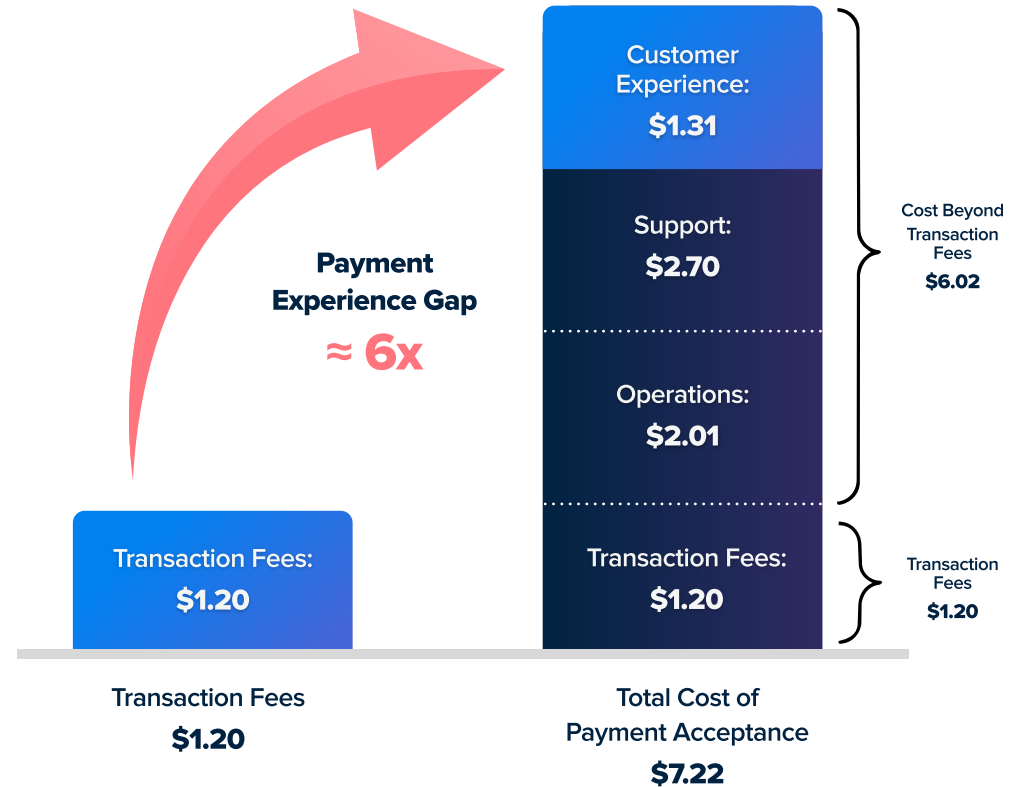 Customer
Experience:
$1.31
Support:
$2.70
Cost Beyond
Transaction
Fees
$6.02
Payment
Experience Gap
≈ 6x
Operations:
$2.01
Transaction Fees:
$1.20
Transaction Fees:
$1.20
Transaction
Fees
$1.20
Transaction Fees
$1.20
Total Cost of
Payment Acceptance
$7.22